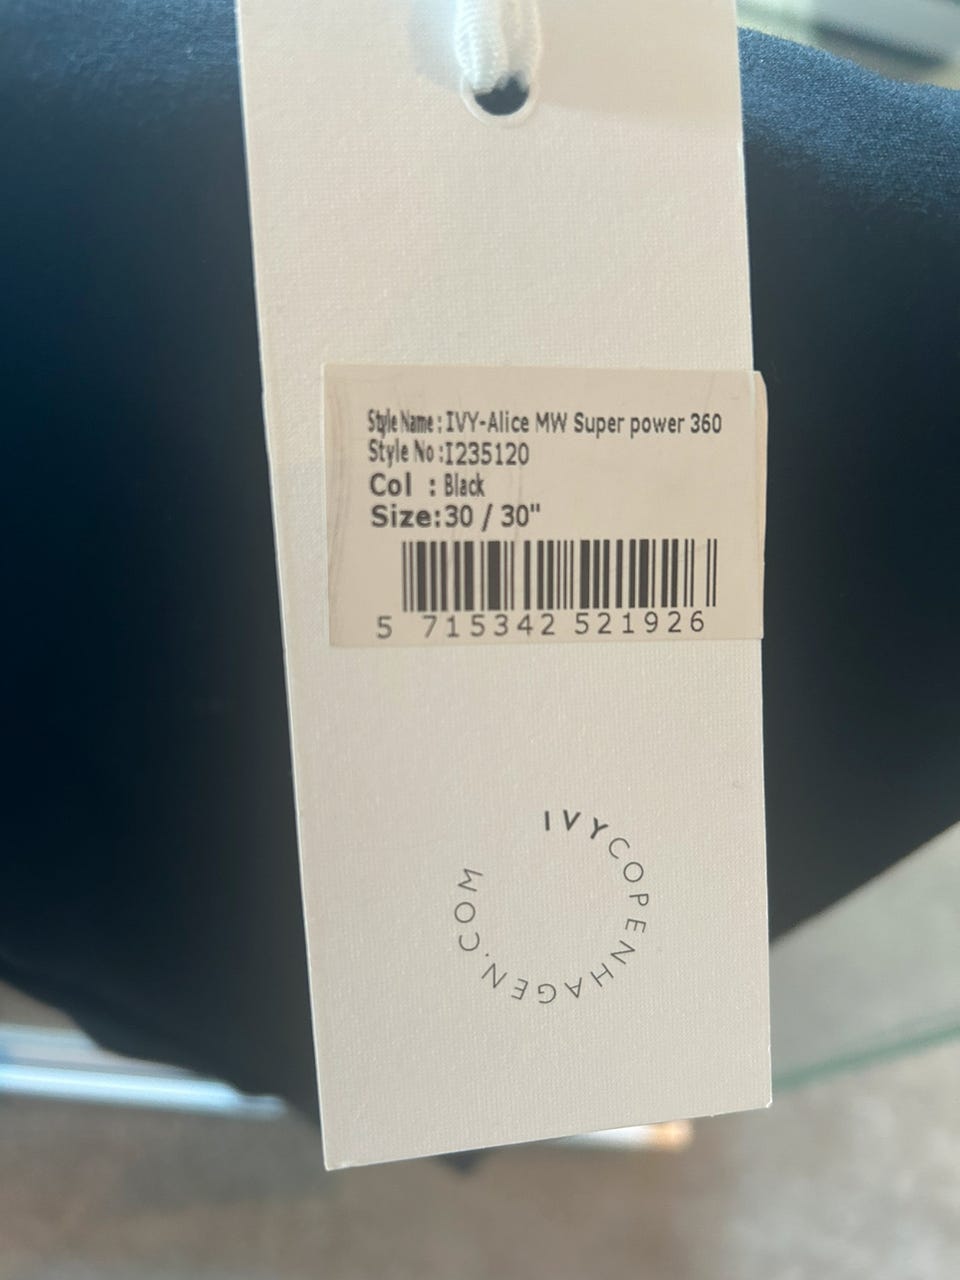 Style Name : IVY-Alice MW Super power 360
Style No : I235120
Col : Black
Size: 30 / 30"
5 715342 521926
IVYCOPENHAGEN.COM